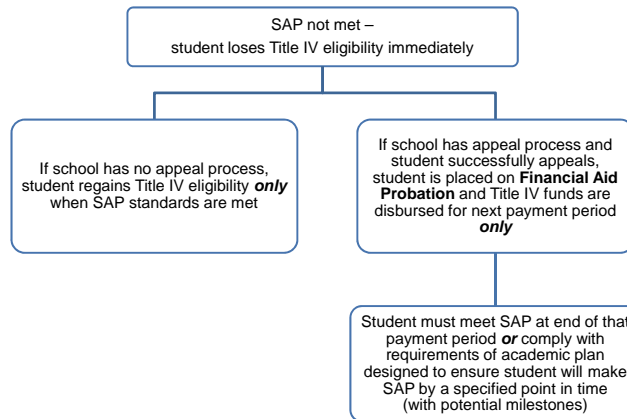 SAP not met –
student loses Title IV eligibility immediately
If school has no appeal process,
student regains Title IV eligibility only
when SAP standards are met
If school has appeal process and
student successfully appeals,
student is placed on Financial Aid
Probation and Title IV funds are
disbursed for next payment period
only
Student must meet SAP at end of that
payment period or comply with
requirements of academic plan
designed to ensure student will make
SAP by a specified point in time
(with potential milestones)